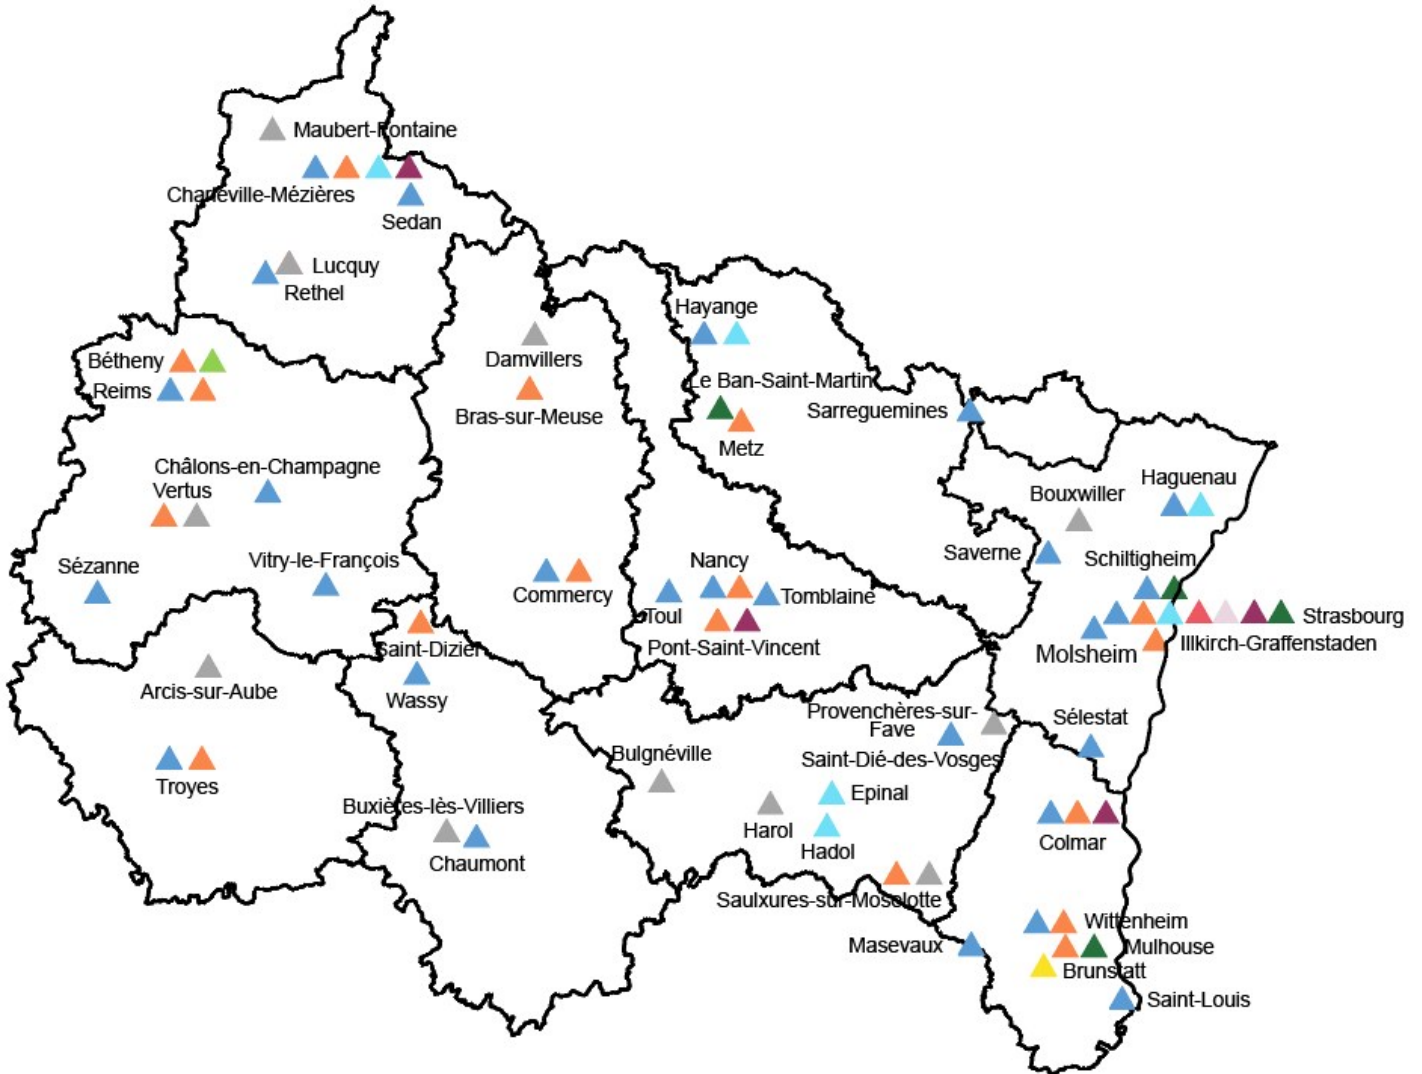 Maubert-Fontaine
Charleville-Mézières
Sedan
Lucquy
Rethel
Hayange
Bétheny
Damvillers
Le Ban-Saint-Martin
Reims
Bras-sur-Meuse
Sarreguemines
Metz
Châlons-en-Champagne
Haguenau
Vertus
Bouxwiller
Saverne
Schiltigheim
Sézanne
Vitry-le-François
Nancy
Commercy
Tomblaine
Toul
Strasbourg
Saint-Dizier
Pont-Saint-Vincent
Illkirch-Graffenstaden
Molsheim
Arcis-sur-Aube
Wassy
Provenchères-sur-
Fave
Sélestat
Bulgnéville
Saint-Dié-des-Vosges
Troyes
Epinal
Buxières-lès-Villiers
Harol
Colmar
Hadol
Chaumont
Saulxures-sur-Moselotte
Wittenheim
Masevaux
Mulhouse
Brunstatt
Saint-Louis